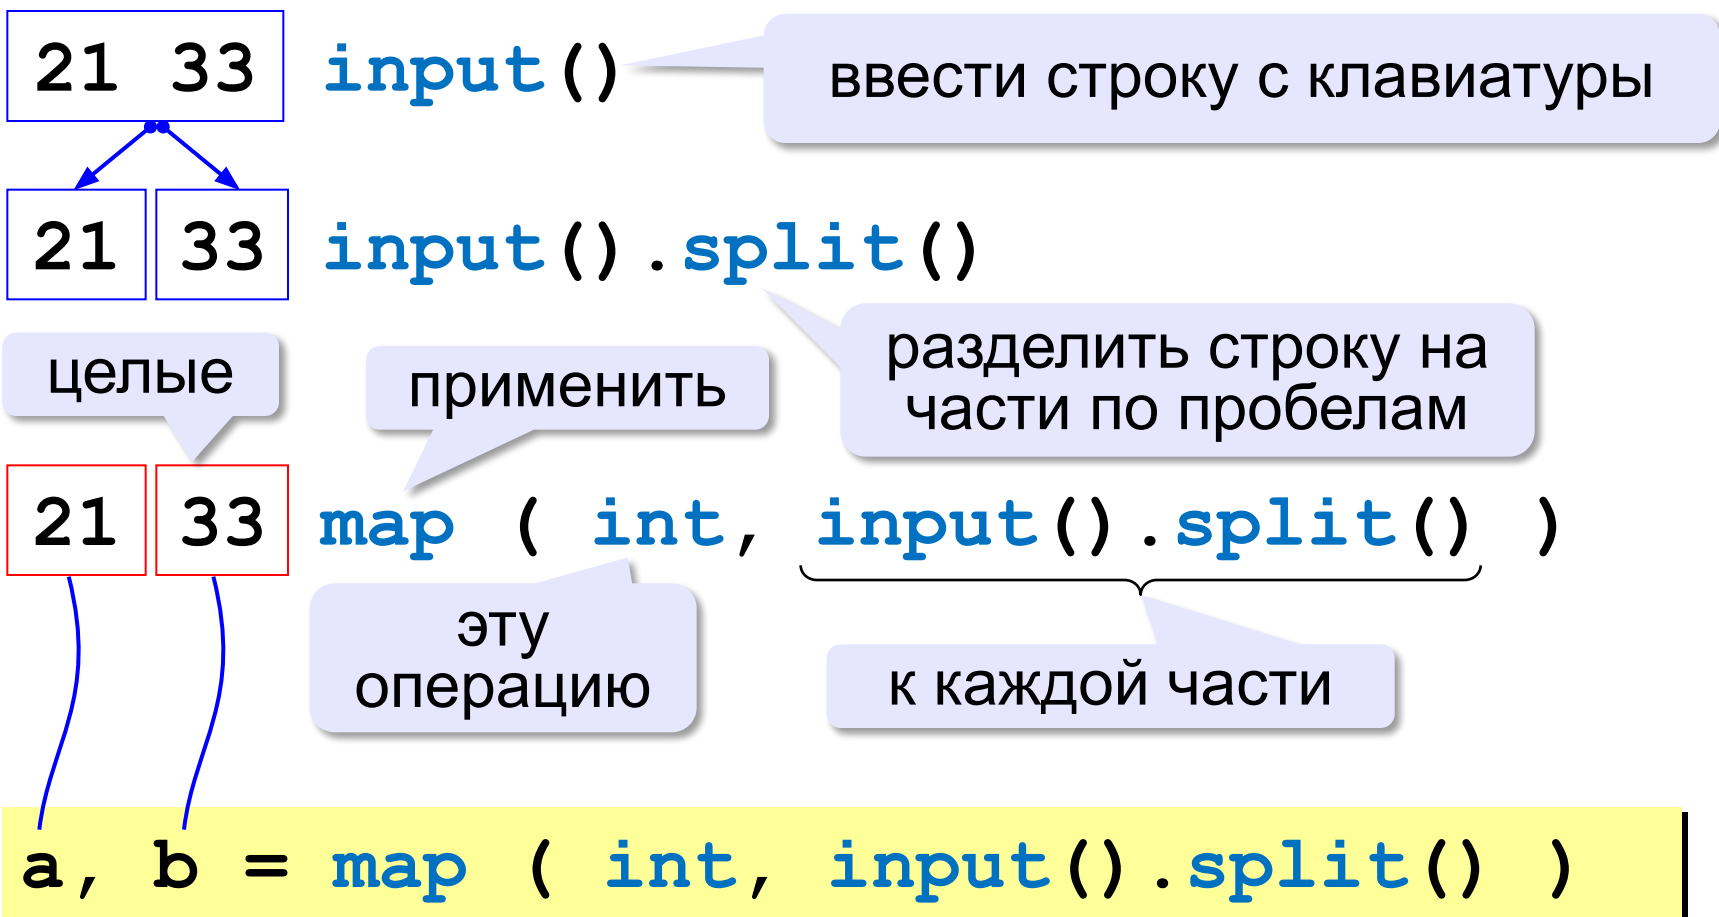 21 33 input() ввести строку с клавиатуры
21 33 input().split()
разделить строку на
части по пробелам
целые
применить
21 33 map ( int, input().split() )
эту
операцию
к каждой части
a, b = map ( int, input().split() )